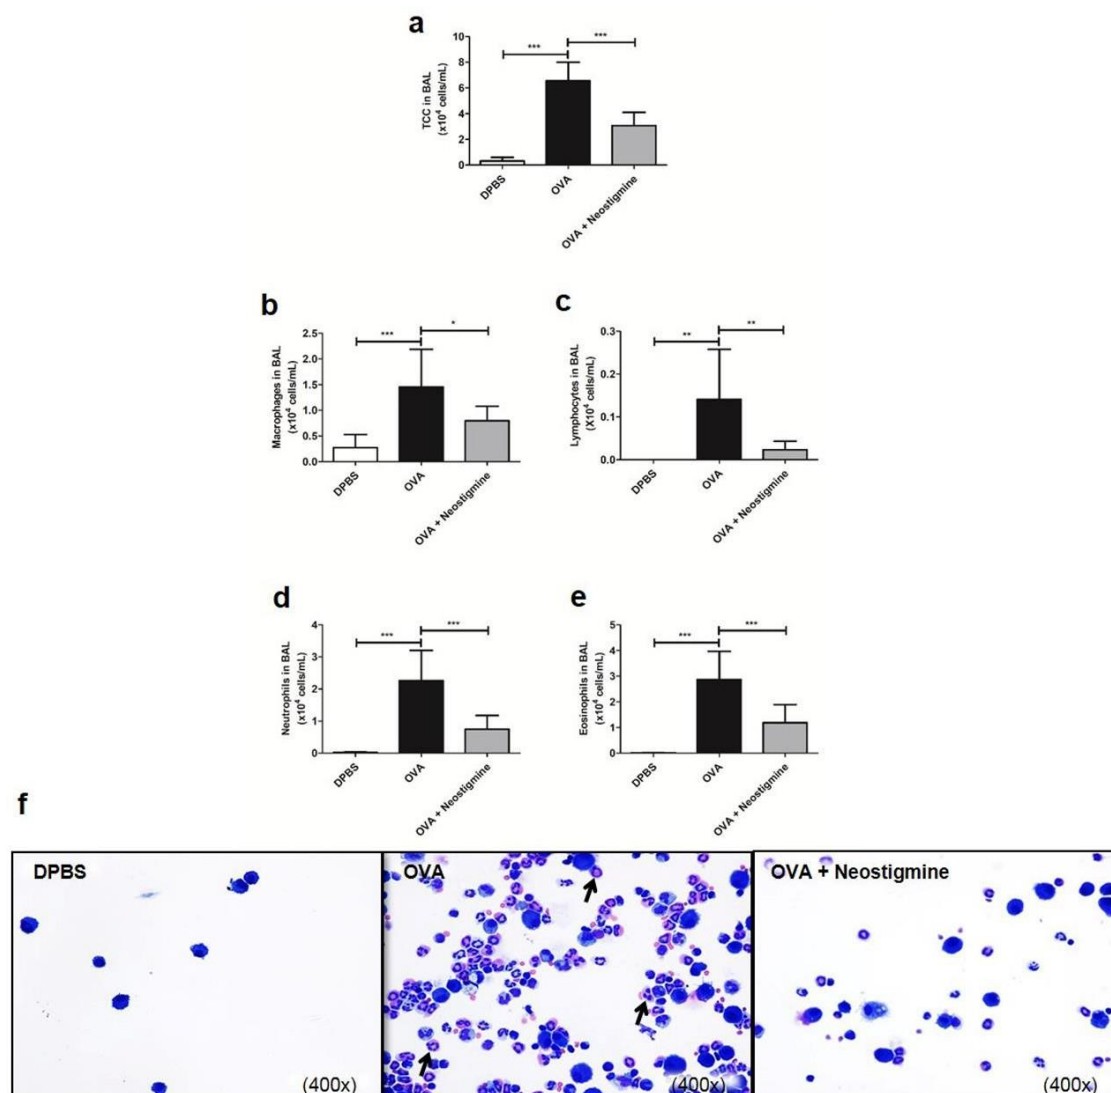 a
TCC in BAL
(x10⁴ cells/mL)
10
8
6
4
2
0
***
***
DPBS
OVA
OVA + Neostigmine
b
Macrophages in BAL
(x10⁴ cells/mL)
2.5
2.0
1.5
1.0
0.5
0.0
***
*
DPBS
OVA
OVA + Neostigmine
c
Lymphocytes in BAL
(X10⁴ cells/mL)
0.3
0.2
0.1
0.0
**
**
DPBS
OVA
OVA + Neostigmine
d
Neutrophils in BAL
(x10⁴ cells/mL)
4
3
2
1
0
***
***
DPBS
OVA
OVA + Neostigmine
e
Eosinophils in BAL
(x10⁴ cells/mL)
5
4
3
2
1
0
***
***
DPBS
OVA
OVA + Neostigmine
f
DPBS
(400x)
OVA
(400x)
OVA + Neostigmine
(400x)